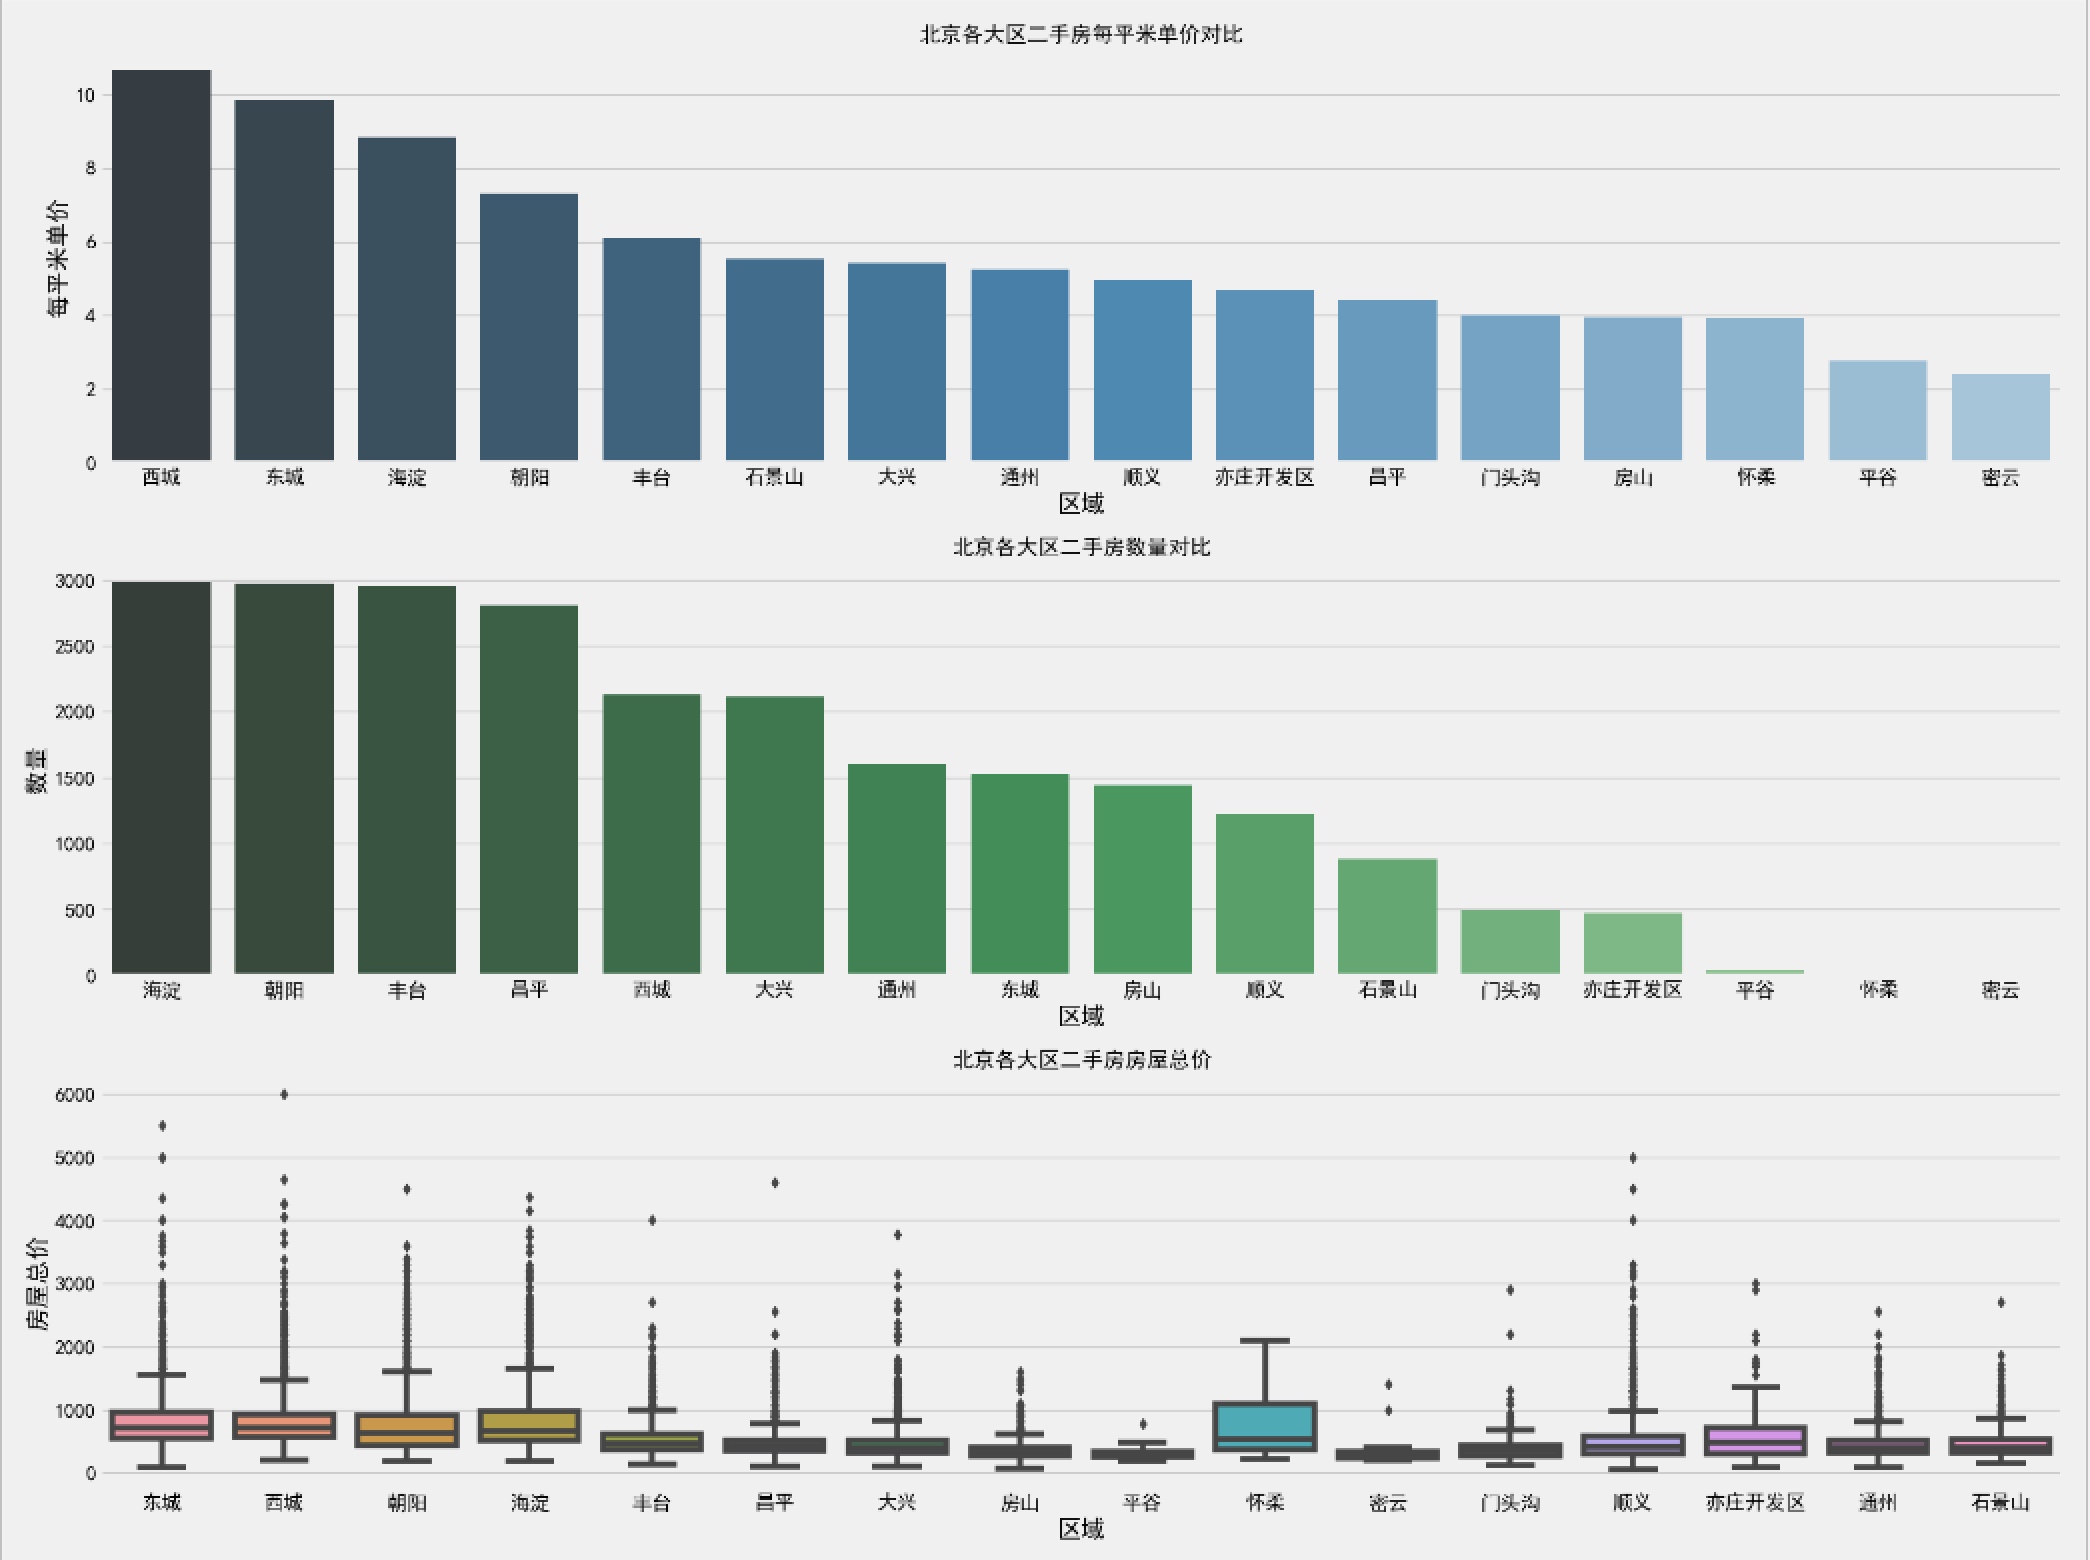 北京各大区二手房每平米单价对比
每平米单价
10
8
6
4
2
0
西城 东城 海淀 朝阳 丰台 石景山 大兴 通州 顺义 亦庄开发区 昌平 门头沟 房山 怀柔 平谷 密云
区域
北京各大区二手房数量对比
数量
3000
2500
2000
1500
1000
500
0
海淀 朝阳 丰台 昌平 西城 大兴 通州 东城 房山 顺义 石景山 门头沟 亦庄开发区 平谷 怀柔 密云
区域
北京各大区二手房房屋总价
房屋总价
6000
5000
4000
3000
2000
1000
0
东城 西城 朝阳 海淀 丰台 昌平 大兴 房山 平谷 怀柔 密云 门头沟 顺义 亦庄开发区 通州 石景山
区域